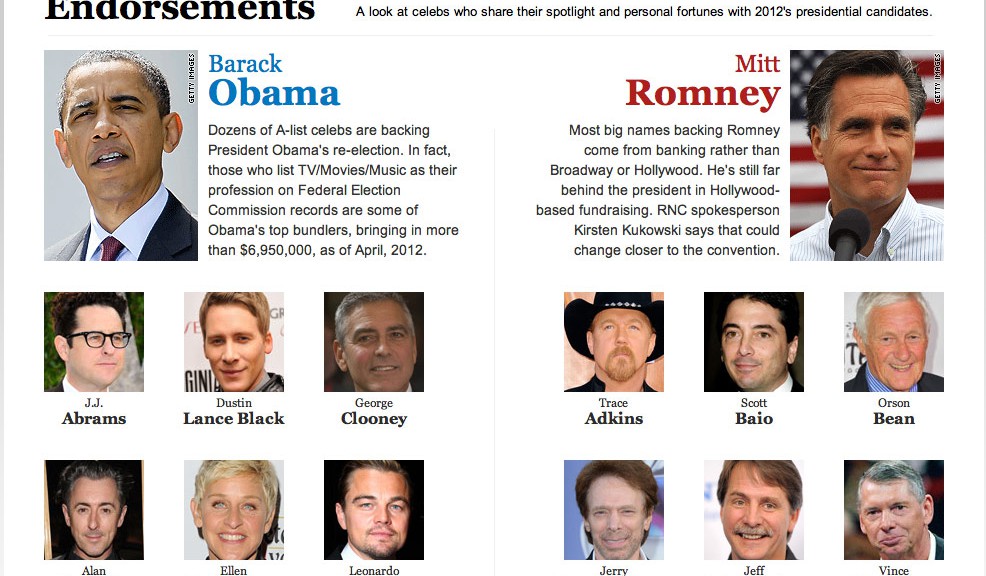 Endorsements
A look at celebs who share their spotlight and personal fortunes with 2012's presidential candidates.
GETTY IMAGES
Barack
Obama
Dozens of A-list celebs are backing
President Obama's re-election. In fact,
those who list TV/Movies/Music as their
profession on Federal Election
Commission records are some of
Obama's top bundlers, bringing in more
than $6,950,000, as of April, 2012.
Mitt
Romney
Most big names backing Romney
come from banking rather than
Broadway or Hollywood. He's still far
behind the president in Hollywood-
based fundraising. RNC spokesperson
Kirsten Kukowski says that could
change closer to the convention.
GETTY IMAGES
J.J.
Abrams
Dustin
Lance Black
George
Clooney
Trace
Adkins
Scott
Baio
Orson
Bean
Alan
Ellen
Leonardo
Jerry
Jeff
Vince